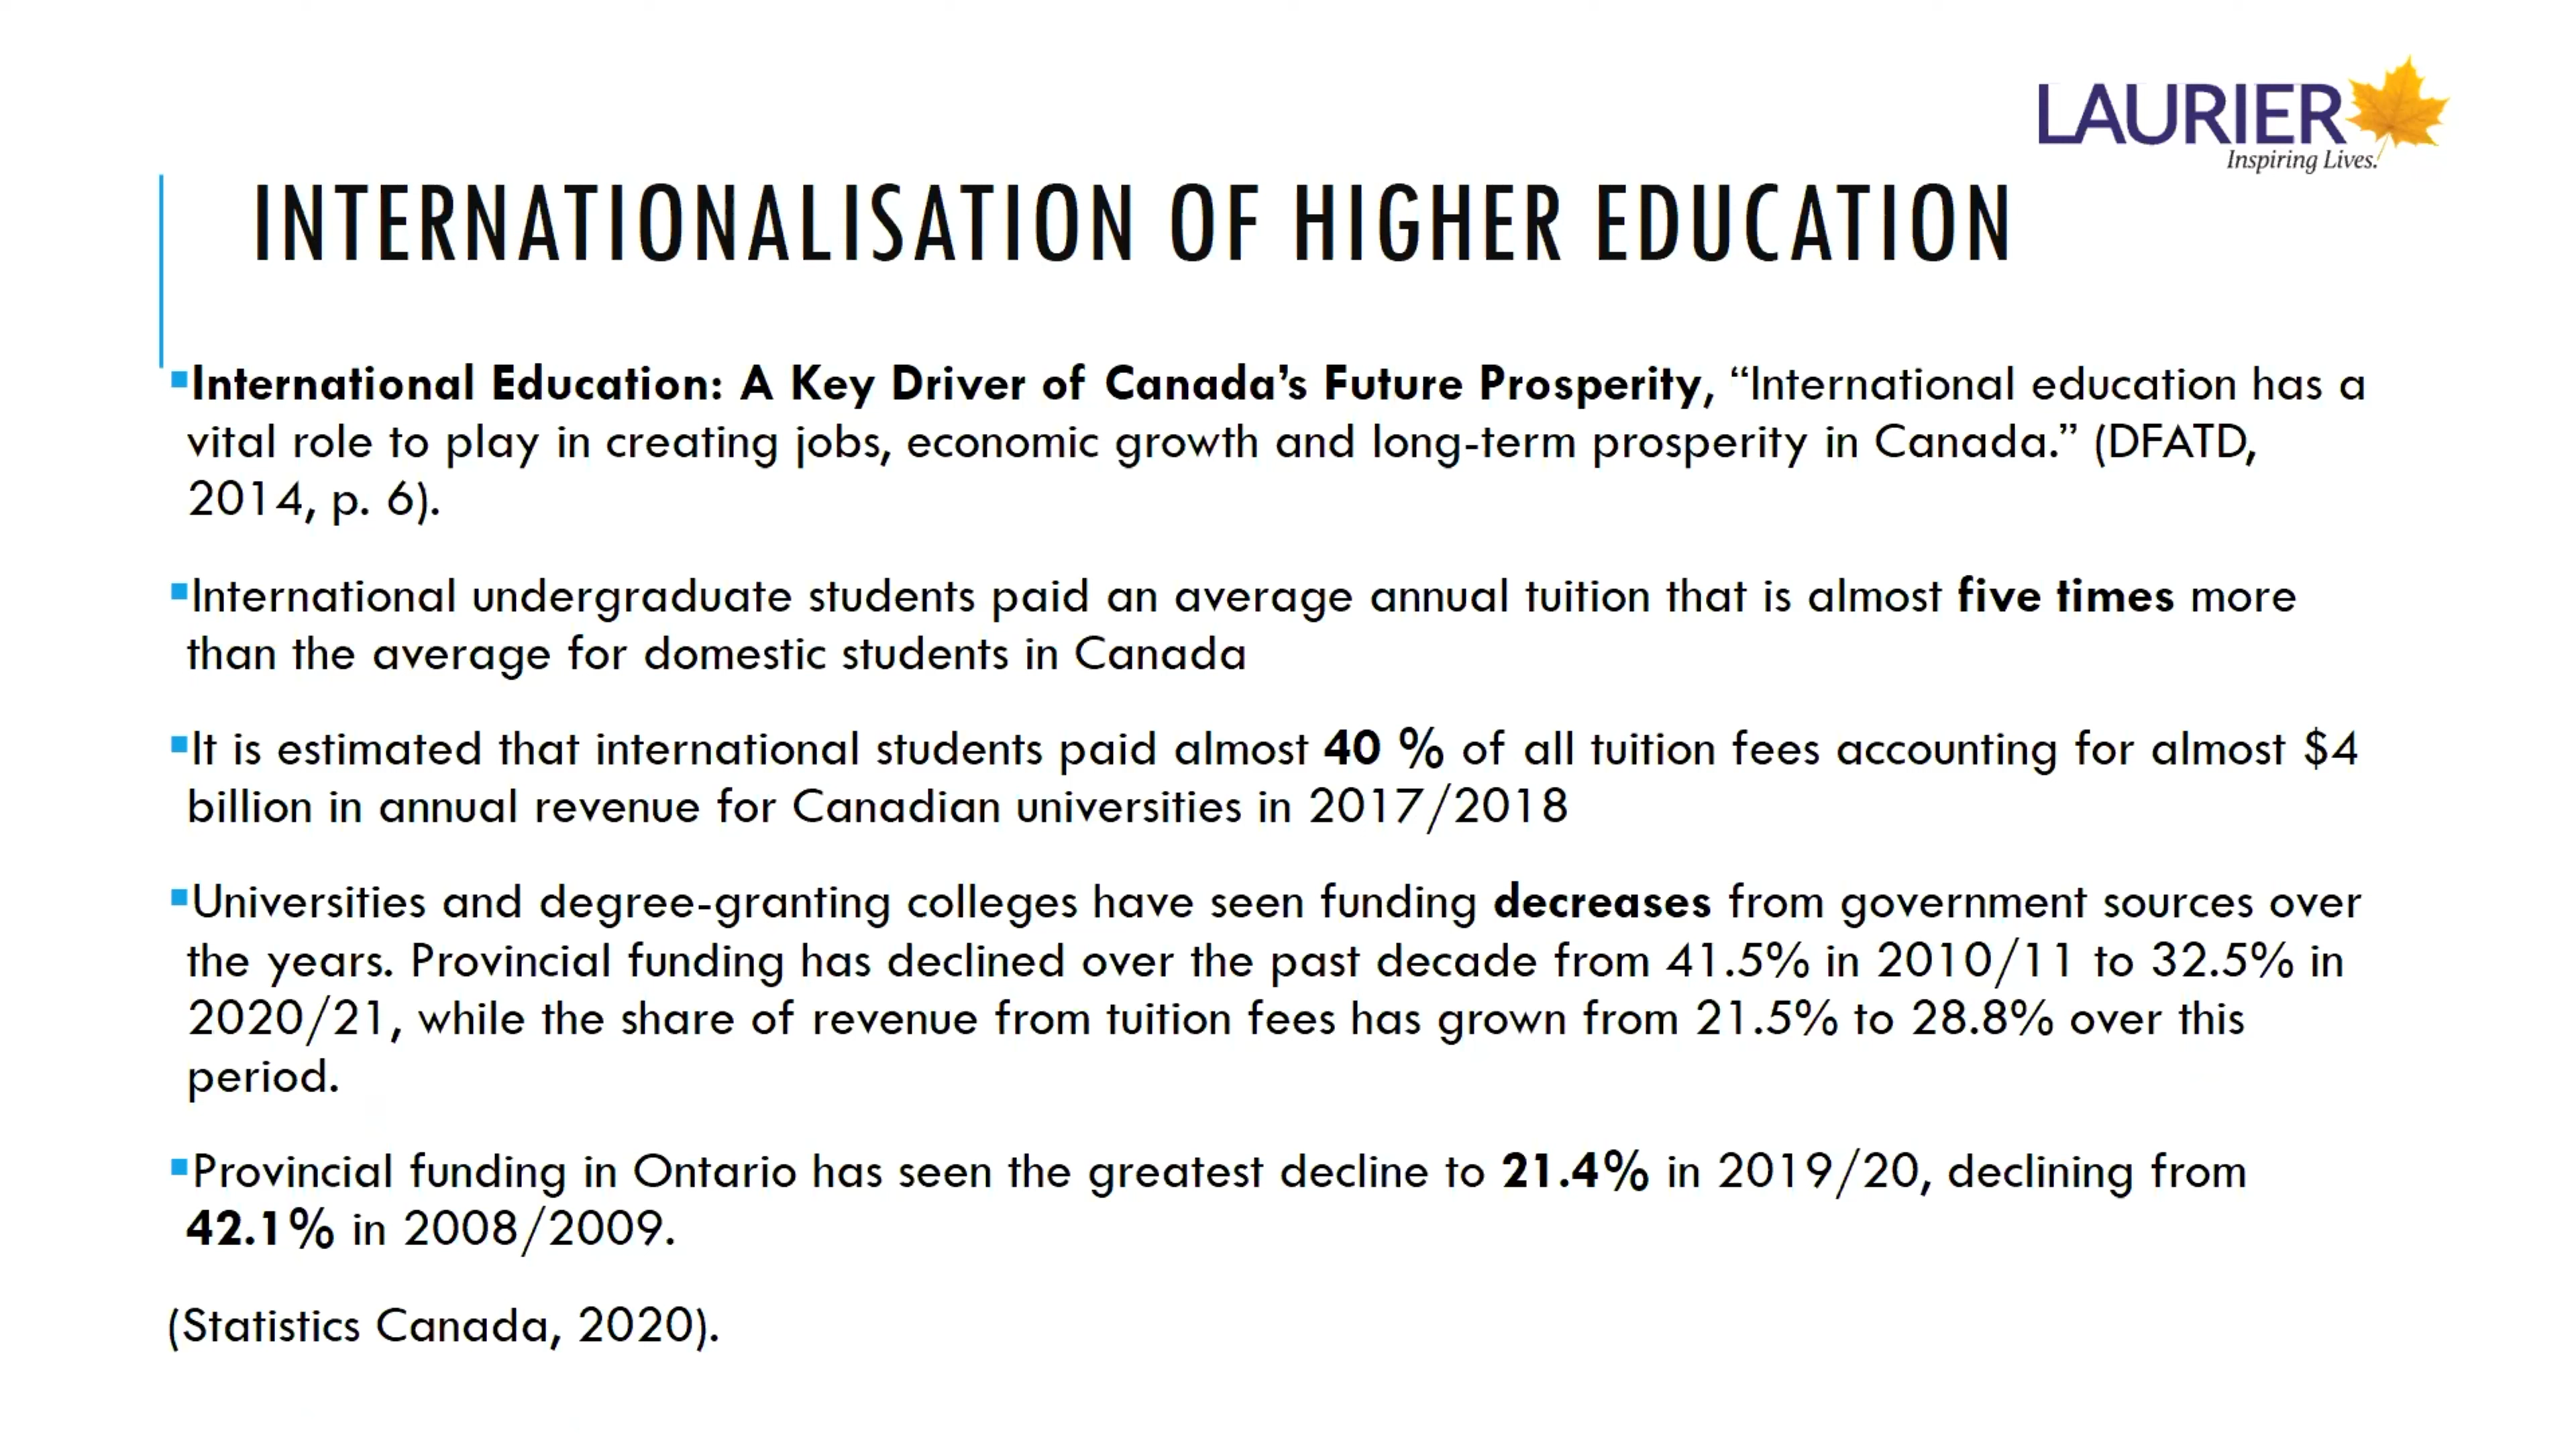 LAURIER
Inspiring Lives.
INTERNATIONALISATION OF HIGHER EDUCATION
▪International Education: A Key Driver of Canada’s Future Prosperity, “International education has a
vital role to play in creating jobs, economic growth and long-term prosperity in Canada.” (DFATD,
2014, p. 6).
▪International undergraduate students paid an average annual tuition that is almost five times more
than the average for domestic students in Canada
▪It is estimated that international students paid almost 40 % of all tuition fees accounting for almost $4
billion in annual revenue for Canadian universities in 2017/2018
▪Universities and degree-granting colleges have seen funding decreases from government sources over
the years. Provincial funding has declined over the past decade from 41.5% in 2010/11 to 32.5% in
2020/21, while the share of revenue from tuition fees has grown from 21.5% to 28.8% over this
period.
▪Provincial funding in Ontario has seen the greatest decline to 21.4% in 2019/20, declining from
42.1% in 2008/2009.
(Statistics Canada, 2020).